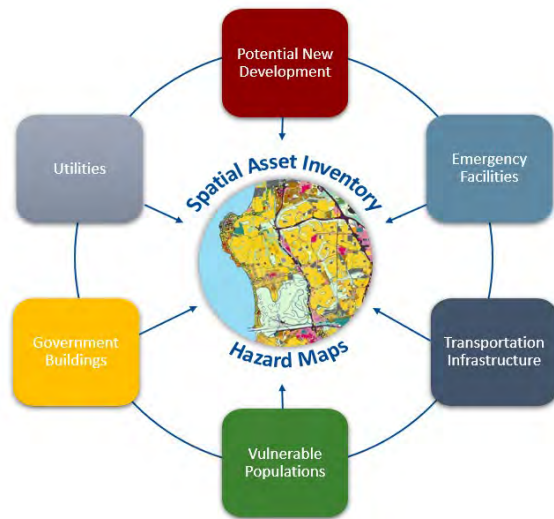 Potential New
Development
Utilities
Emergency
Facilities
Spatial Asset Inventory
Hazard Maps
Government
Buildings
Transportation
Infrastructure
Vulnerable
Populations